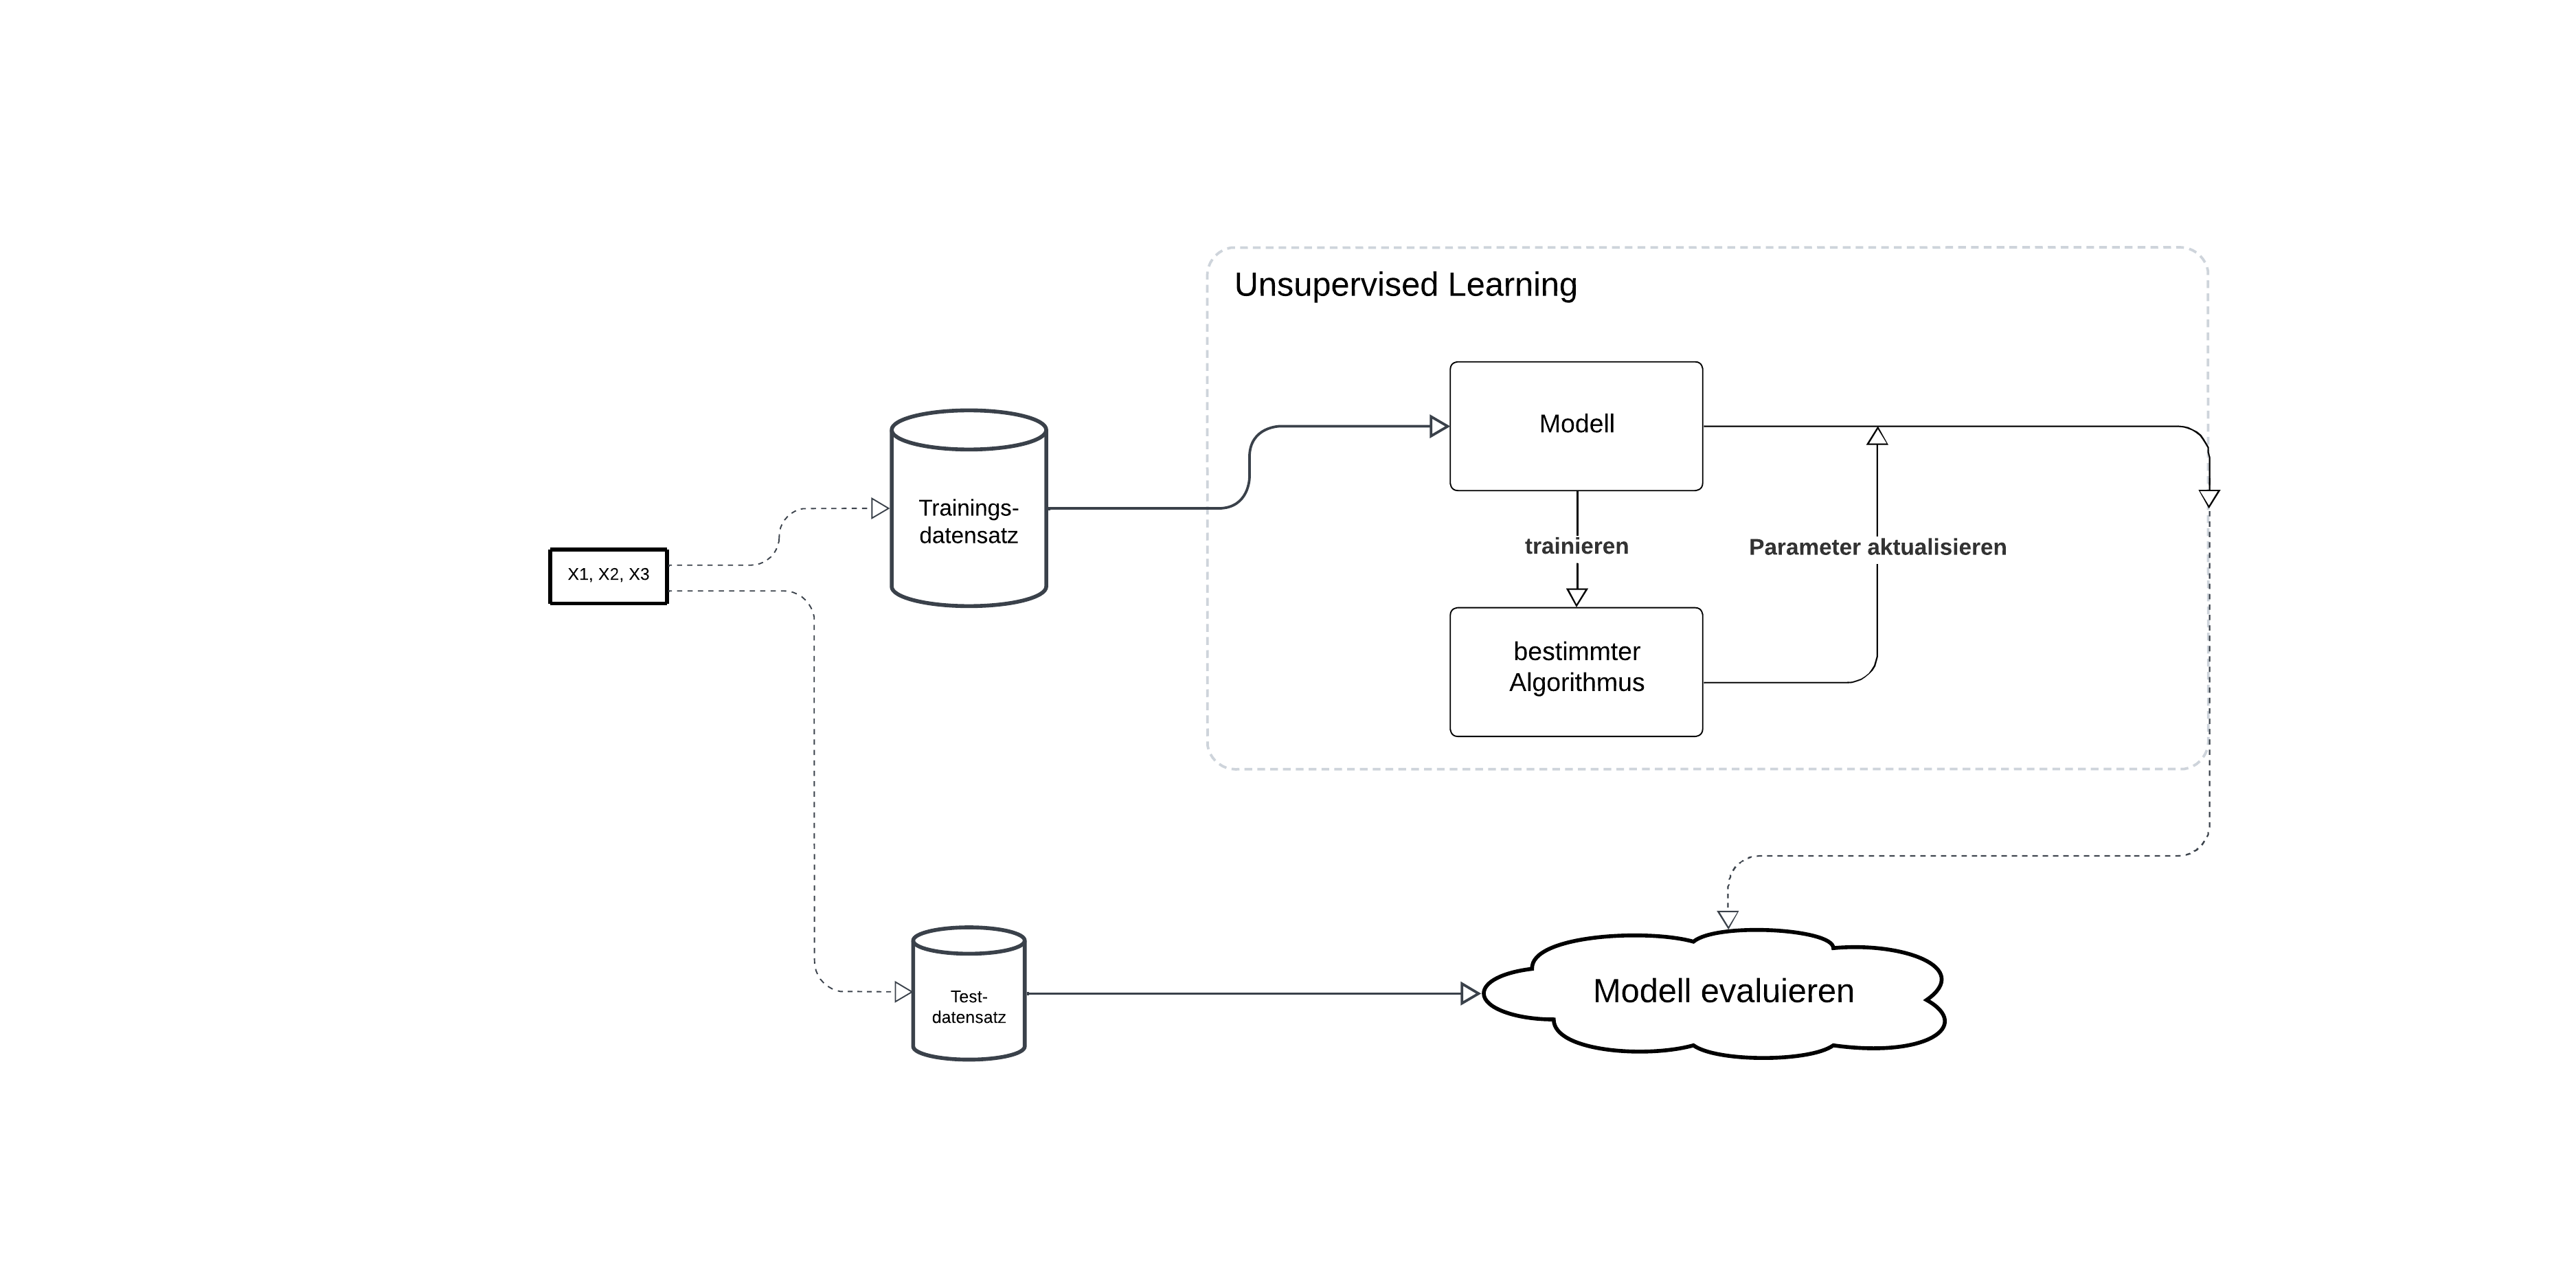 Unsupervised Learning
Modell
Trainings-
datensatz
trainieren
Parameter aktualisieren
X1, X2, X3
bestimmter
Algorithmus
Test-
datensatz
Modell evaluieren